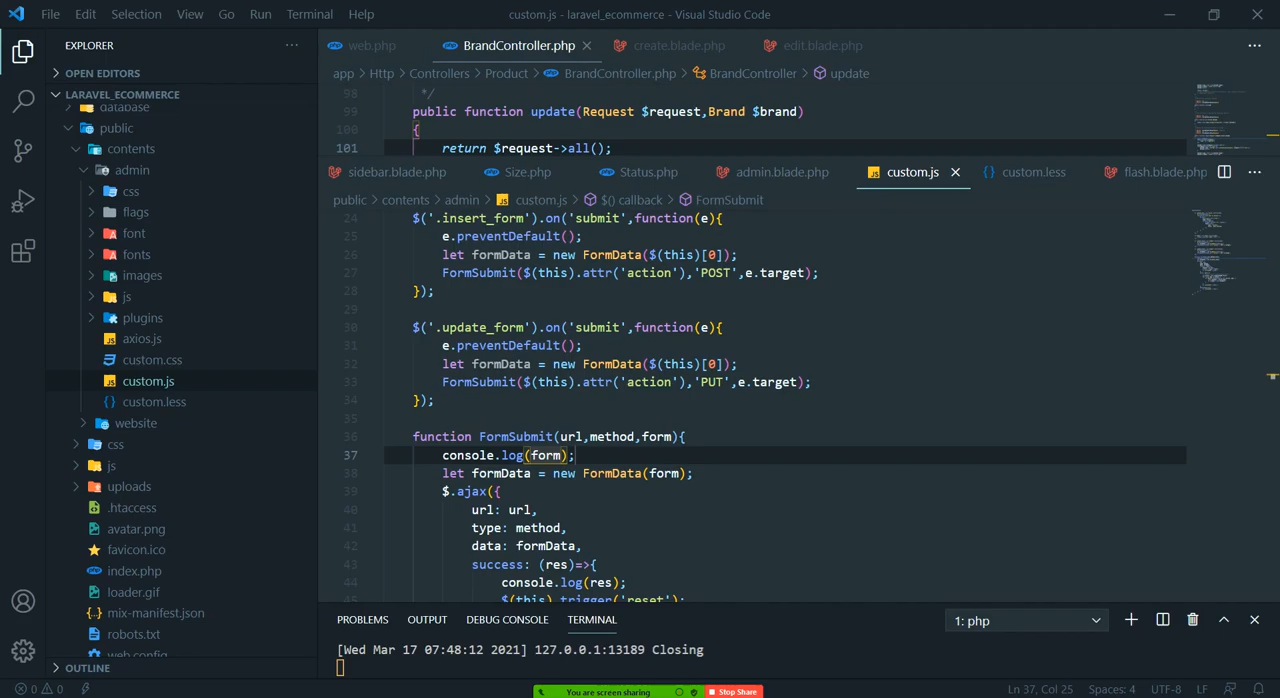 File Edit Selection View Go Run Terminal Help custom.js - laravel_ecommerce - Visual Studio Code
EXPLORER
OPEN EDITORS
LARAVEL_ECOMMERCE
database
public
contents
admin
css
flags
font
fonts
images
js
plugins
axios.js
custom.css
custom.js
custom.less
website
css
js
uploads
.htaccess
avatar.png
favicon.ico
index.php
loader.gif
mix-manifest.json
robots.txt
web.config
OUTLINE
web.php BrandController.php create.blade.php edit.blade.php
app > Http > Controllers > Product > BrandController.php > BrandController > update
98 */
99 public function update(Request $request,Brand $brand)
100 {
101 return $request->all();
sidebar.blade.php Size.php Status.php admin.blade.php custom.js custom.less flash.blade.php
public > contents > admin > custom.js > $() callback > FormSubmit
24 $('.insert_form').on('submit',function(e){
25 e.preventDefault();
26 let formData = new FormData($(this)[0]);
27 FormSubmit($(this).attr('action'),'POST',e.target);
28 });
29
30 $('.update_form').on('submit',function(e){
31 e.preventDefault();
32 let formData = new FormData($(this)[0]);
33 FormSubmit($(this).attr('action'),'PUT',e.target);
34 });
35
36 function FormSubmit(url,method,form){
37 console.log(form);
38 let formData = new FormData(form);
39 $.ajax({
40 url: url,
41 type: method,
42 data: formData,
43 success: (res)=>{
44 console.log(res);
45 $(this).trigger('reset');
PROBLEMS OUTPUT DEBUG CONSOLE TERMINAL 1: php
[Wed Mar 17 07:48:12 2021] 127.0.0.1:13189 Closing
0 0 You are screen sharing Stop Share Ln 37, Col 25 Spaces: 4 UTF-8 LF JavaScript